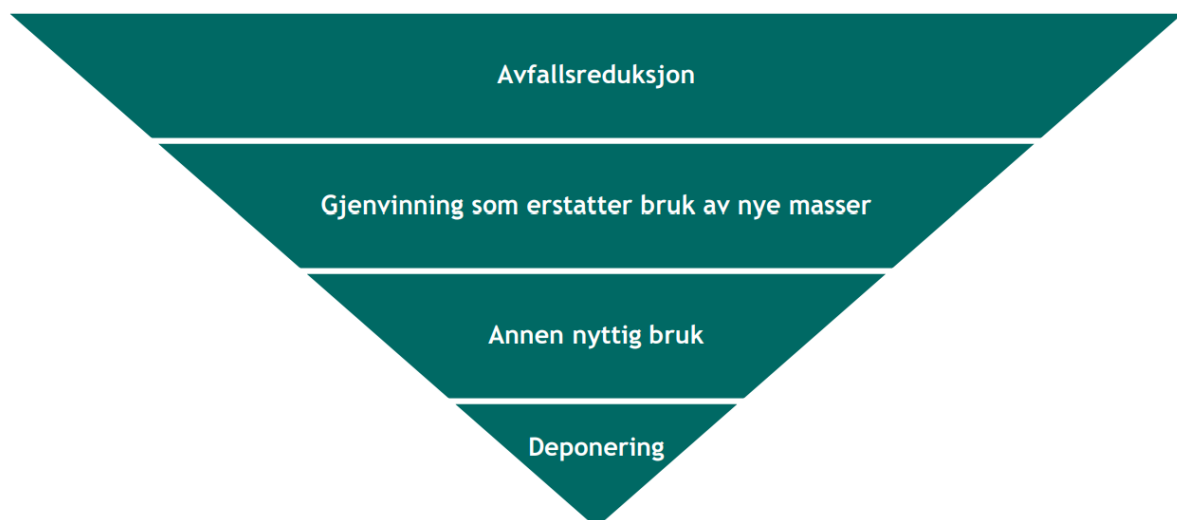 Avfallsreduksjon
Gjenvinning som erstatter bruk av nye masser
Annen nyttig bruk
Deponering